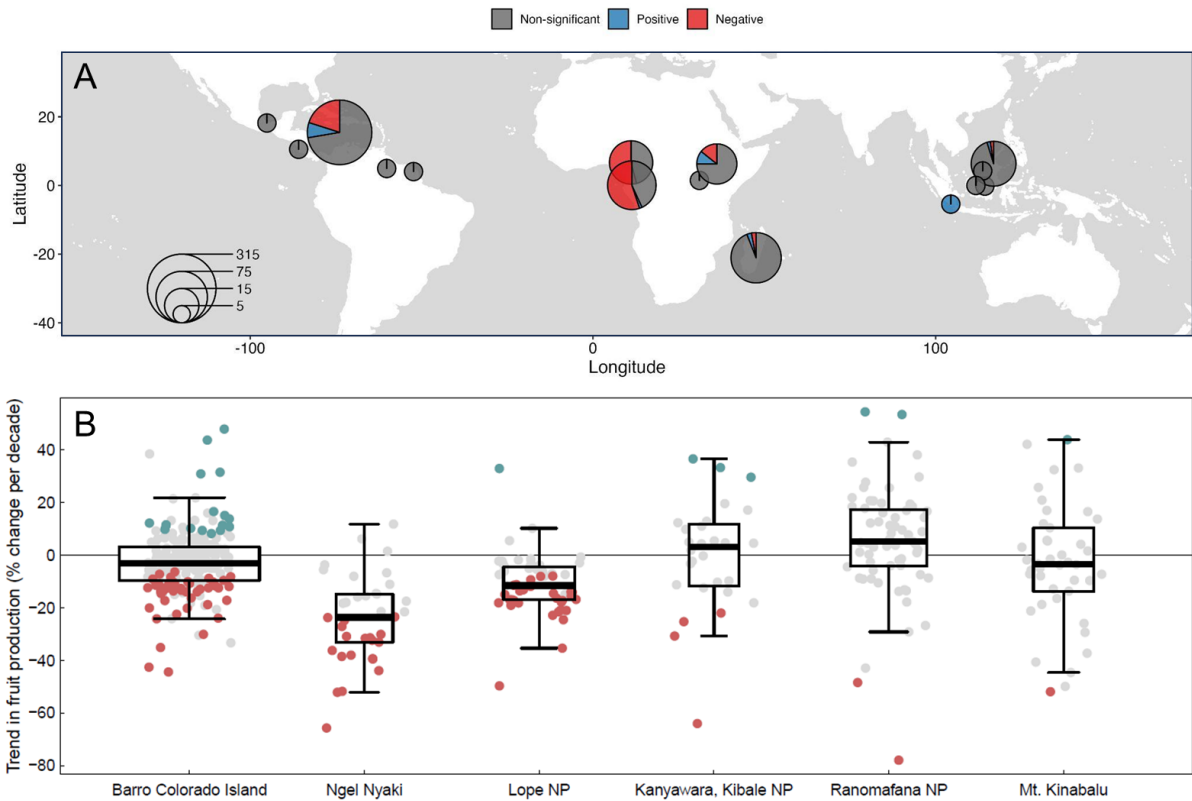 Non-significant Positive Negative
A
20
0
-20
-40
Latitude
315
75
15
5
-100 0 100
Longitude
B
40
20
0
−20
−40
−60
−80
Trend in fruit production (% change per decade)
Barro Colorado Island Ngel Nyaki Lope NP Kanyawara, Kibale NP Ranomafana NP Mt. Kinabalu